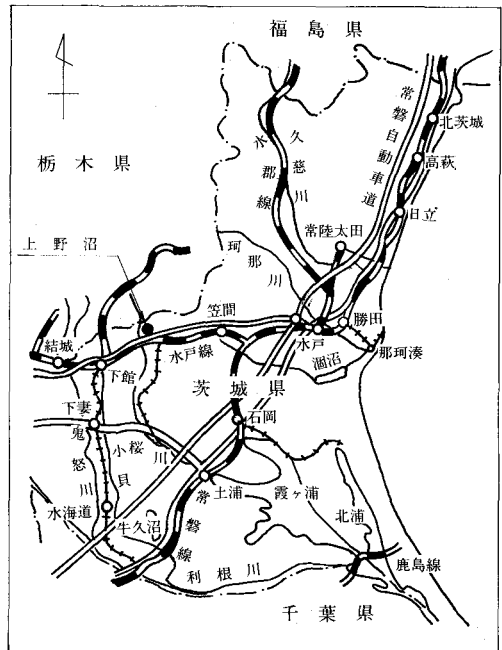 福島県
常磐自動車道
北茨城
高萩
日立
水郡線
久慈川
栃木県
常陸太田
上野沼
那珂川
笠間
勝田
結城
水戸線
水戸
那珂湊
下館
涸沼
茨城県
下妻
石岡
鬼怒川
小貝川
桜川
土浦
霞ヶ浦
水海道
牛久沼
常磐線
北浦
鹿島線
利根川
千葉県